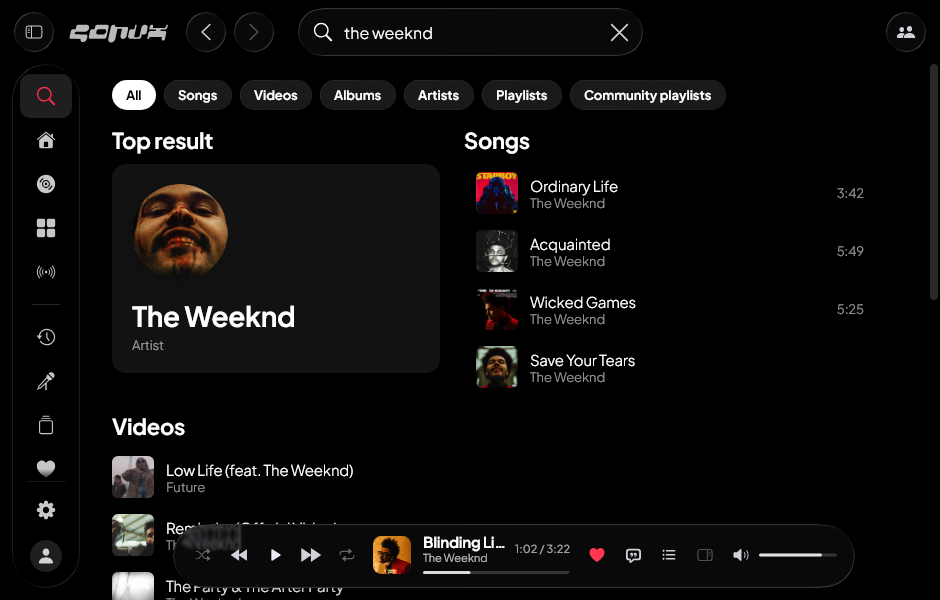 the weeknd
All
Songs
Videos
Albums
Artists
Playlists
Community playlists
Top result
The Weeknd
Artist
Songs
STARBOY
Ordinary Life
The Weeknd
3:42
Acquainted
The Weeknd
5:49
Wicked Games
The Weeknd
5:25
Save Your Tears
The Weeknd
Videos
Low Life (feat. The Weeknd)
Future
The Party & The After Party
Blinding Li...
The Weeknd
1:02 / 3:22